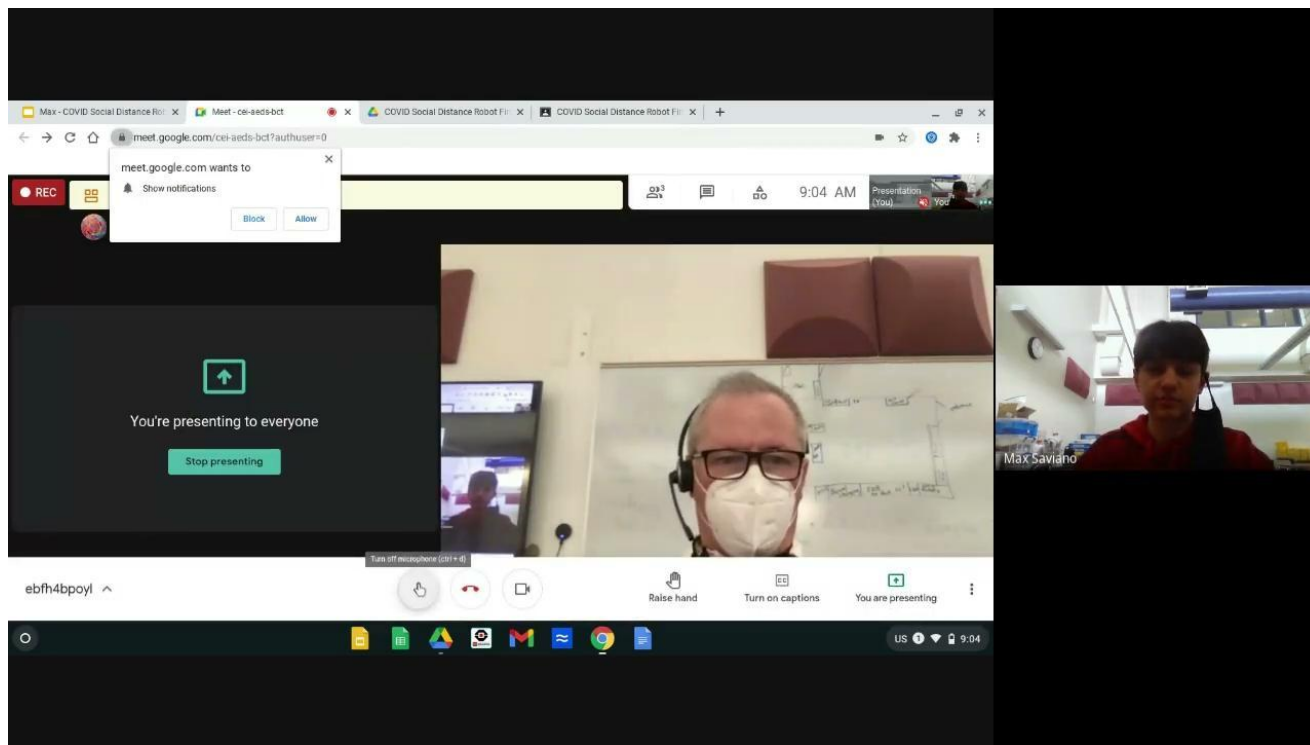 Max - COVID Social Distance Ro
Meet - cei-aeds-bct
COVID Social Distance Robot Fi
COVID Social Distance Robot Fi
meet.google.com/cei-aeds-bct?authuser=0
meet.google.com wants to
Show notifications
Block
Allow
REC
3
9:04 AM
Presentation
(You)
You
You're presenting to everyone
Stop presenting
Max Saviano
Turn off microphone (ctrl + d)
ebfh4bpoyl
Raise hand
Turn on captions
You are presenting
US 1 9:04